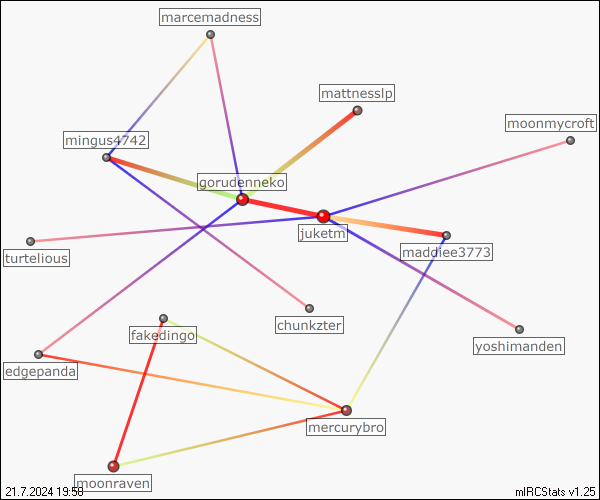 marcemadness
mattnesslp
moonmycroft
mingus4742
gorudenneko
juketm
maddiee3773
turtelious
chunkzter
fakedingo
yoshimanden
edgepanda
mercurybro
moonraven
21.7.2024 19:58
mIRCStats v1.25